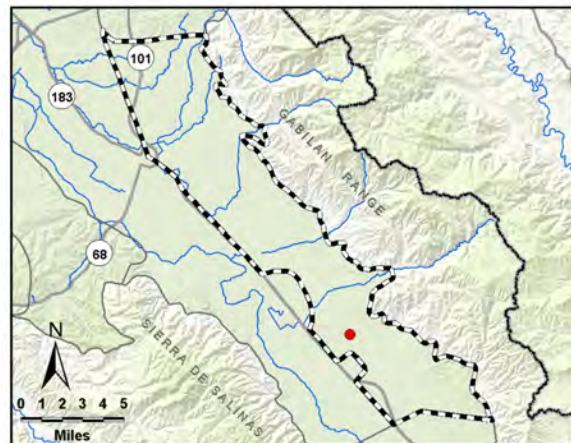 101
183
GABILAN RANGE
68
SIERRA DE SALINAS
N
0 1 2 3 4 5
Miles